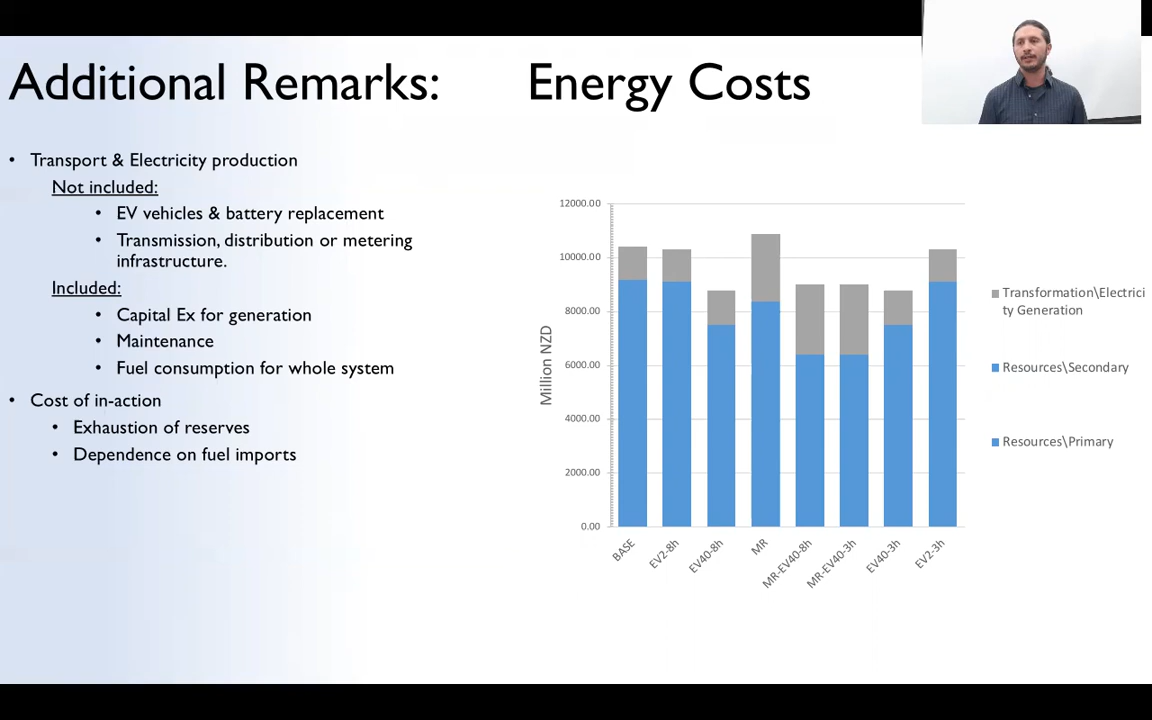 Additional Remarks: Energy Costs
• Transport & Electricity production
Not included:
• EV vehicles & battery replacement
• Transmission, distribution or metering
infrastructure.
Included:
• Capital Ex for generation
• Maintenance
• Fuel consumption for whole system
• Cost of in-action
• Exhaustion of reserves
• Dependence on fuel imports
Million NZD
12000.00
10000.00
8000.00
6000.00
4000.00
2000.00
0.00
BASE
EV2-8h
EV40-8h
MR
MR-EV40-8h
MR-EV40-3h
EV40-3h
EV2-3h
Transformation\Electrici
ty Generation
Resources\Secondary
Resources\Primary